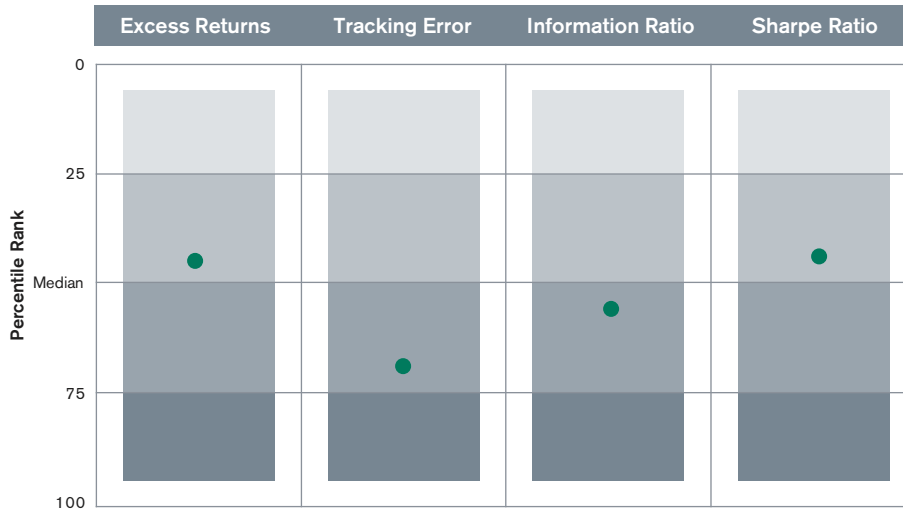 Excess Returns
Tracking Error
Information Ratio
Sharpe Ratio
Percentile Rank
0
25
Median
75
100